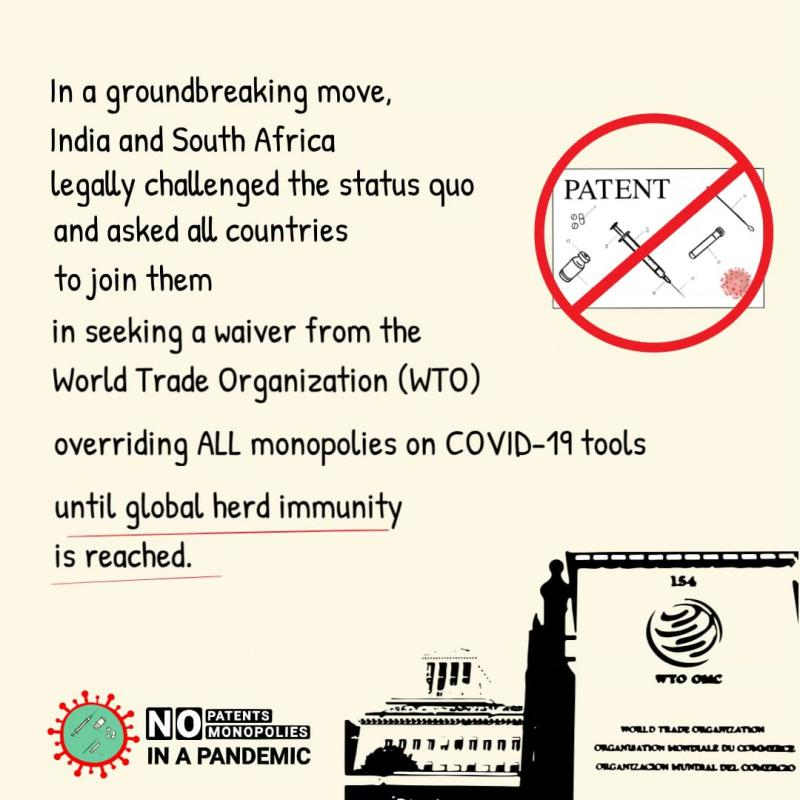 In a groundbreaking move,
India and South Africa
legally challenged the status quo
and asked all countries
to join them
in seeking a waiver from the
World Trade Organization (WTO)
overriding ALL monopolies on COVID-19 tools
until global herd immunity
is reached.
PATENT
154
WTO OMC
WORLD TRADE ORGANIZATION
ORGANISATION MONDIALE DU COMMERCE
ORGANIZACION MUNDIAL DEL COMERCIO
NO PATENTS
MONOPOLIES
IN A PANDEMIC